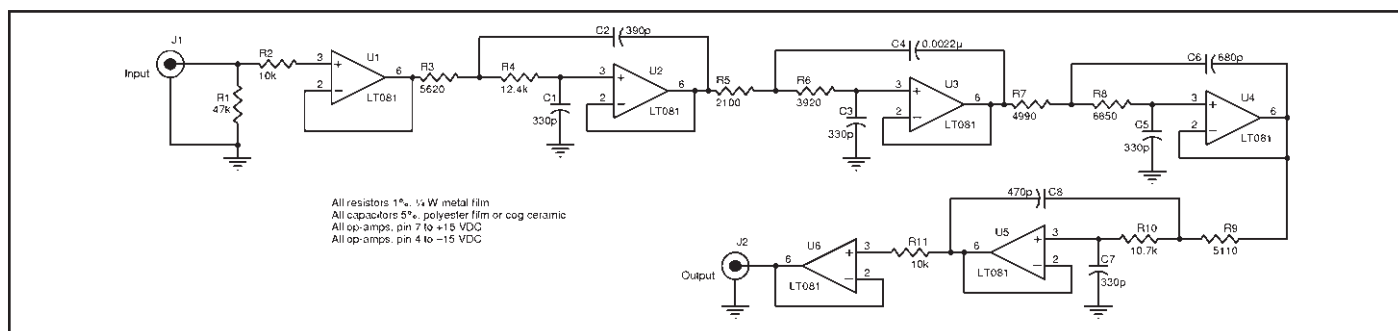 J1
Input
R1
47k
R2
10k
3
2
6
U1
LT081
R3
5620
C2
390p
R4
12.4k
C1
330p
3
2
6
U2
LT081
R5
2100
C4
0.0022µ
R6
3920
C3
330p
3
2
6
U3
LT081
R7
4990
C6
680p
R8
6850
C5
330p
3
2
6
U4
LT081
All resistors 1%, ¼ W metal film
All capacitors 5%, polyester film or cog ceramic
All op-amps, pin 7 to +15 VDC
All op-amps, pin 4 to –15 VDC
470p
C8
R9
5110
R10
10.7k
C7
330p
3
2
6
U5
LT081
R11
10k
3
2
6
U6
LT081
J2
Output